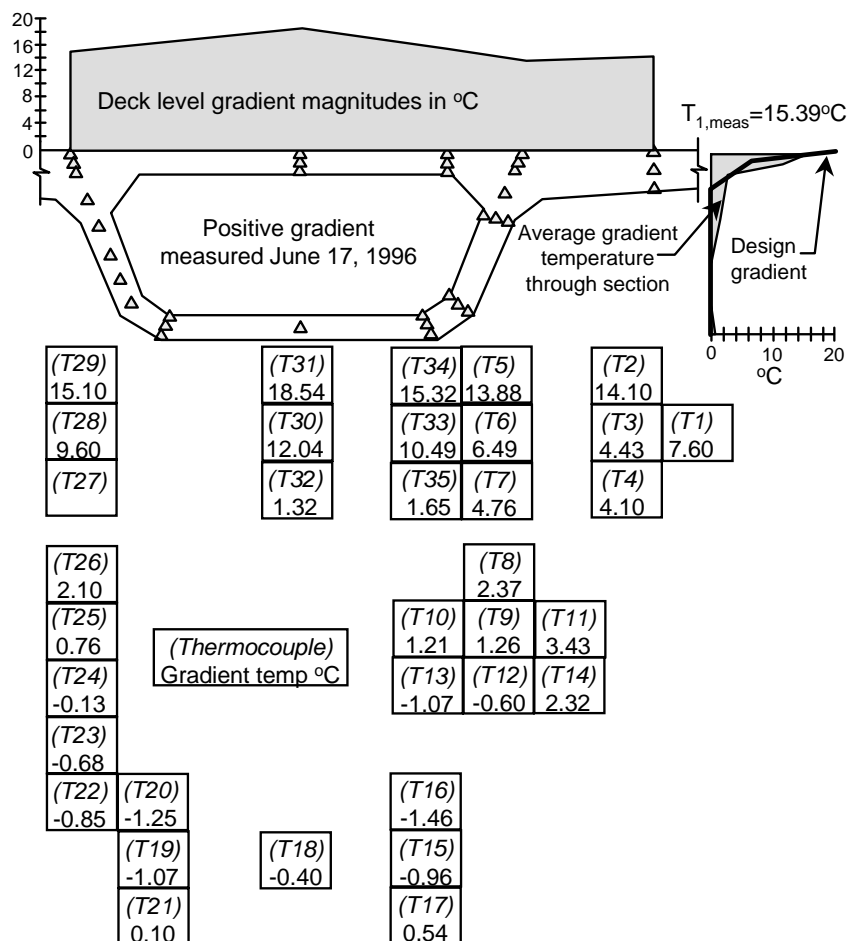 20
16
12
8
4
0
Deck level gradient magnitudes in ºC
T1,meas=15.39ºC
Positive gradient
measured June 17, 1996
Average gradient
temperature
through section
Design
gradient
0 10 20
ºC
(T29) (T31) (T34) (T5) (T2)
15.10 18.54 15.32 13.88 14.10
(T28) (T30) (T33) (T6) (T3) (T1)
9.60 12.04 10.49 6.49 4.43 7.60
(T27) (T32) (T35) (T7) (T4)
1.32 1.65 4.76 4.10
(T26) (T8)
2.10 2.37
(T25) (T10) (T9) (T11)
0.76 1.21 1.26 3.43
(Thermocouple)
Gradient temp ºC
(T24) (T13) (T12) (T14)
-0.13 -1.07 -0.60 2.32
(T23)
-0.68
(T22) (T20) (T16)
-0.85 -1.25 -1.46
(T19) (T18) (T15)
-1.07 -0.40 -0.96
(T21) (T17)
0.10 0.54